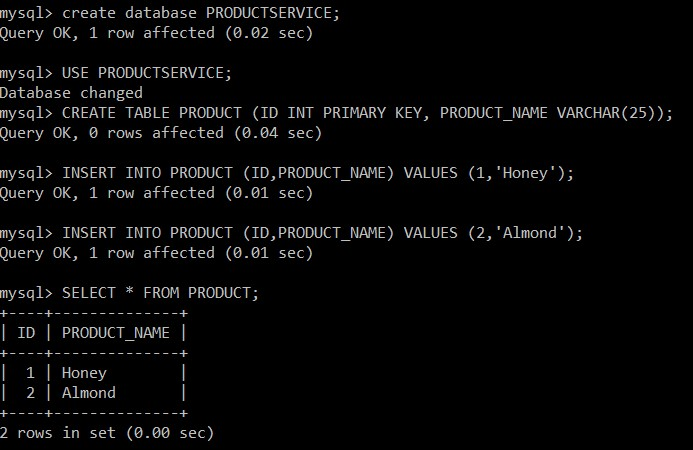 mysql> create database PRODUCTSERVICE;
Query OK, 1 row affected (0.02 sec)
mysql> USE PRODUCTSERVICE;
Database changed
mysql> CREATE TABLE PRODUCT (ID INT PRIMARY KEY, PRODUCT_NAME VARCHAR(25));
Query OK, 0 rows affected (0.04 sec)
mysql> INSERT INTO PRODUCT (ID,PRODUCT_NAME) VALUES (1,'Honey');
Query OK, 1 row affected (0.01 sec)
mysql> INSERT INTO PRODUCT (ID,PRODUCT_NAME) VALUES (2,'Almond');
Query OK, 1 row affected (0.01 sec)
mysql> SELECT * FROM PRODUCT;
+----+--------------+
| ID | PRODUCT_NAME |
+----+--------------+
|  1 | Honey        |
|  2 | Almond       |
+----+--------------+
2 rows in set (0.00 sec)